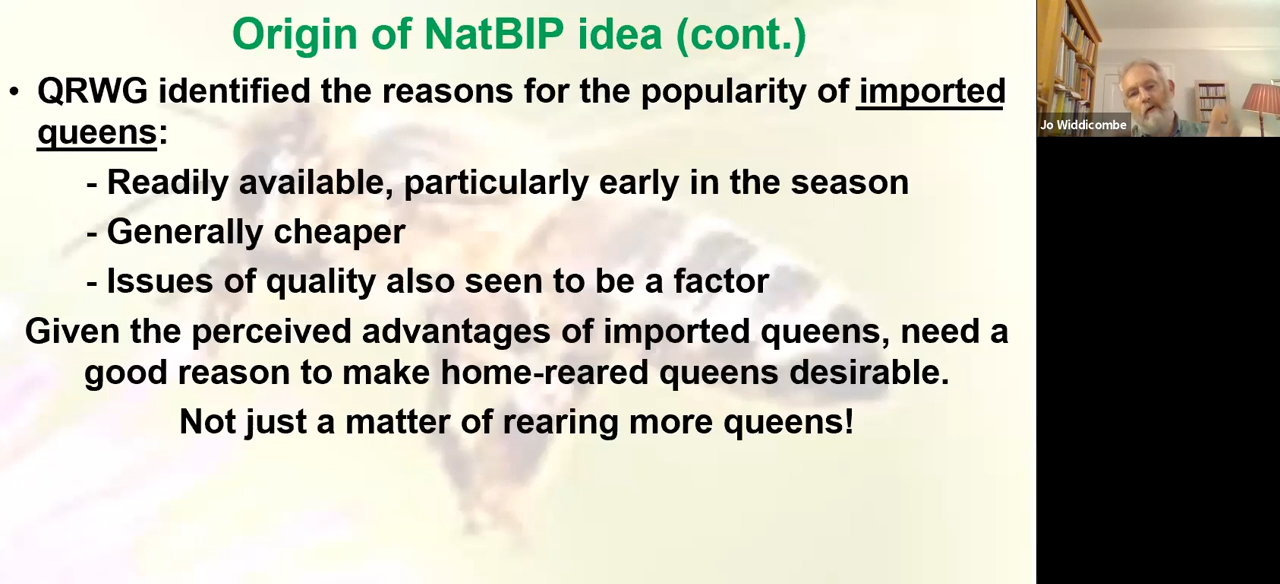 Origin of NatBIP idea (cont.)
• QRWG identified the reasons for the popularity of imported
queens:
- Readily available, particularly early in the season
- Generally cheaper
- Issues of quality also seen to be a factor
Given the perceived advantages of imported queens, need a
good reason to make home-reared queens desirable.
Not just a matter of rearing more queens!
Jo Widdicombe